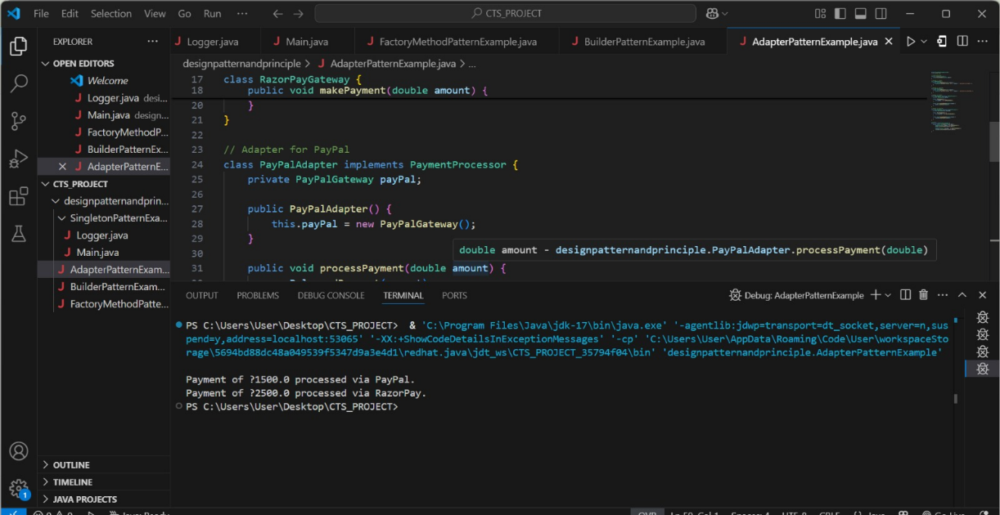 File Edit Selection View Go Run ··· ← → CTS_PROJECT
EXPLORER ···
OPEN EDITORS
Welcome
J Logger.java desi...
J Main.java design...
J FactoryMethodP...
J BuilderPatternEx...
× J AdapterPatternE...
CTS_PROJECT
designpatternandprin...
SingletonPatternExa...
J Logger.java
J Main.java
J AdapterPatternExam...
J BuilderPatternExam...
J FactoryMethodPatte...
OUTLINE
TIMELINE
JAVA PROJECTS
1
J Logger.java J Main.java J FactoryMethodPatternExample.java J BuilderPatternExample.java J AdapterPatternExample.java ×
designpatternandprinciple > J AdapterPatternExample.java > ...
17 class RazorPayGateway {
18 public void makePayment(double amount) {
20 }
21 }
22
23 // Adapter for PayPal
24 class PayPalAdapter implements PaymentProcessor {
25 private PayPalGateway payPal;
26
27 public PayPalAdapter() {
28 this.payPal = new PayPalGateway();
29 }
30
double amount - designpatternandprinciple.PayPalAdapter.processPayment(double)
31 public void processPayment(double amount) {
OUTPUT PROBLEMS DEBUG CONSOLE TERMINAL PORTS Debug: AdapterPatternExample
PS C:\Users\User\Desktop\CTS_PROJECT> & 'C:\Program Files\Java\jdk-17\bin\java.exe' '-agentlib:jdwp=transport=dt_socket,server=n,sus
pend=y,address=localhost:53065' '-XX:+ShowCodeDetailsInExceptionMessages' '-cp' 'C:\Users\User\AppData\Roaming\Code\User\workspaceSto
rage\5694bd88dc48a049539f5347d9a3e4d1\redhat.java\jdt_ws\CTS_PROJECT_35794f04\bin' 'designpatternandprinciple.AdapterPatternExample'
Payment of ?1500.0 processed via PayPal.
Payment of ?2500.0 processed via RazorPay.
PS C:\Users\User\Desktop\CTS_PROJECT>